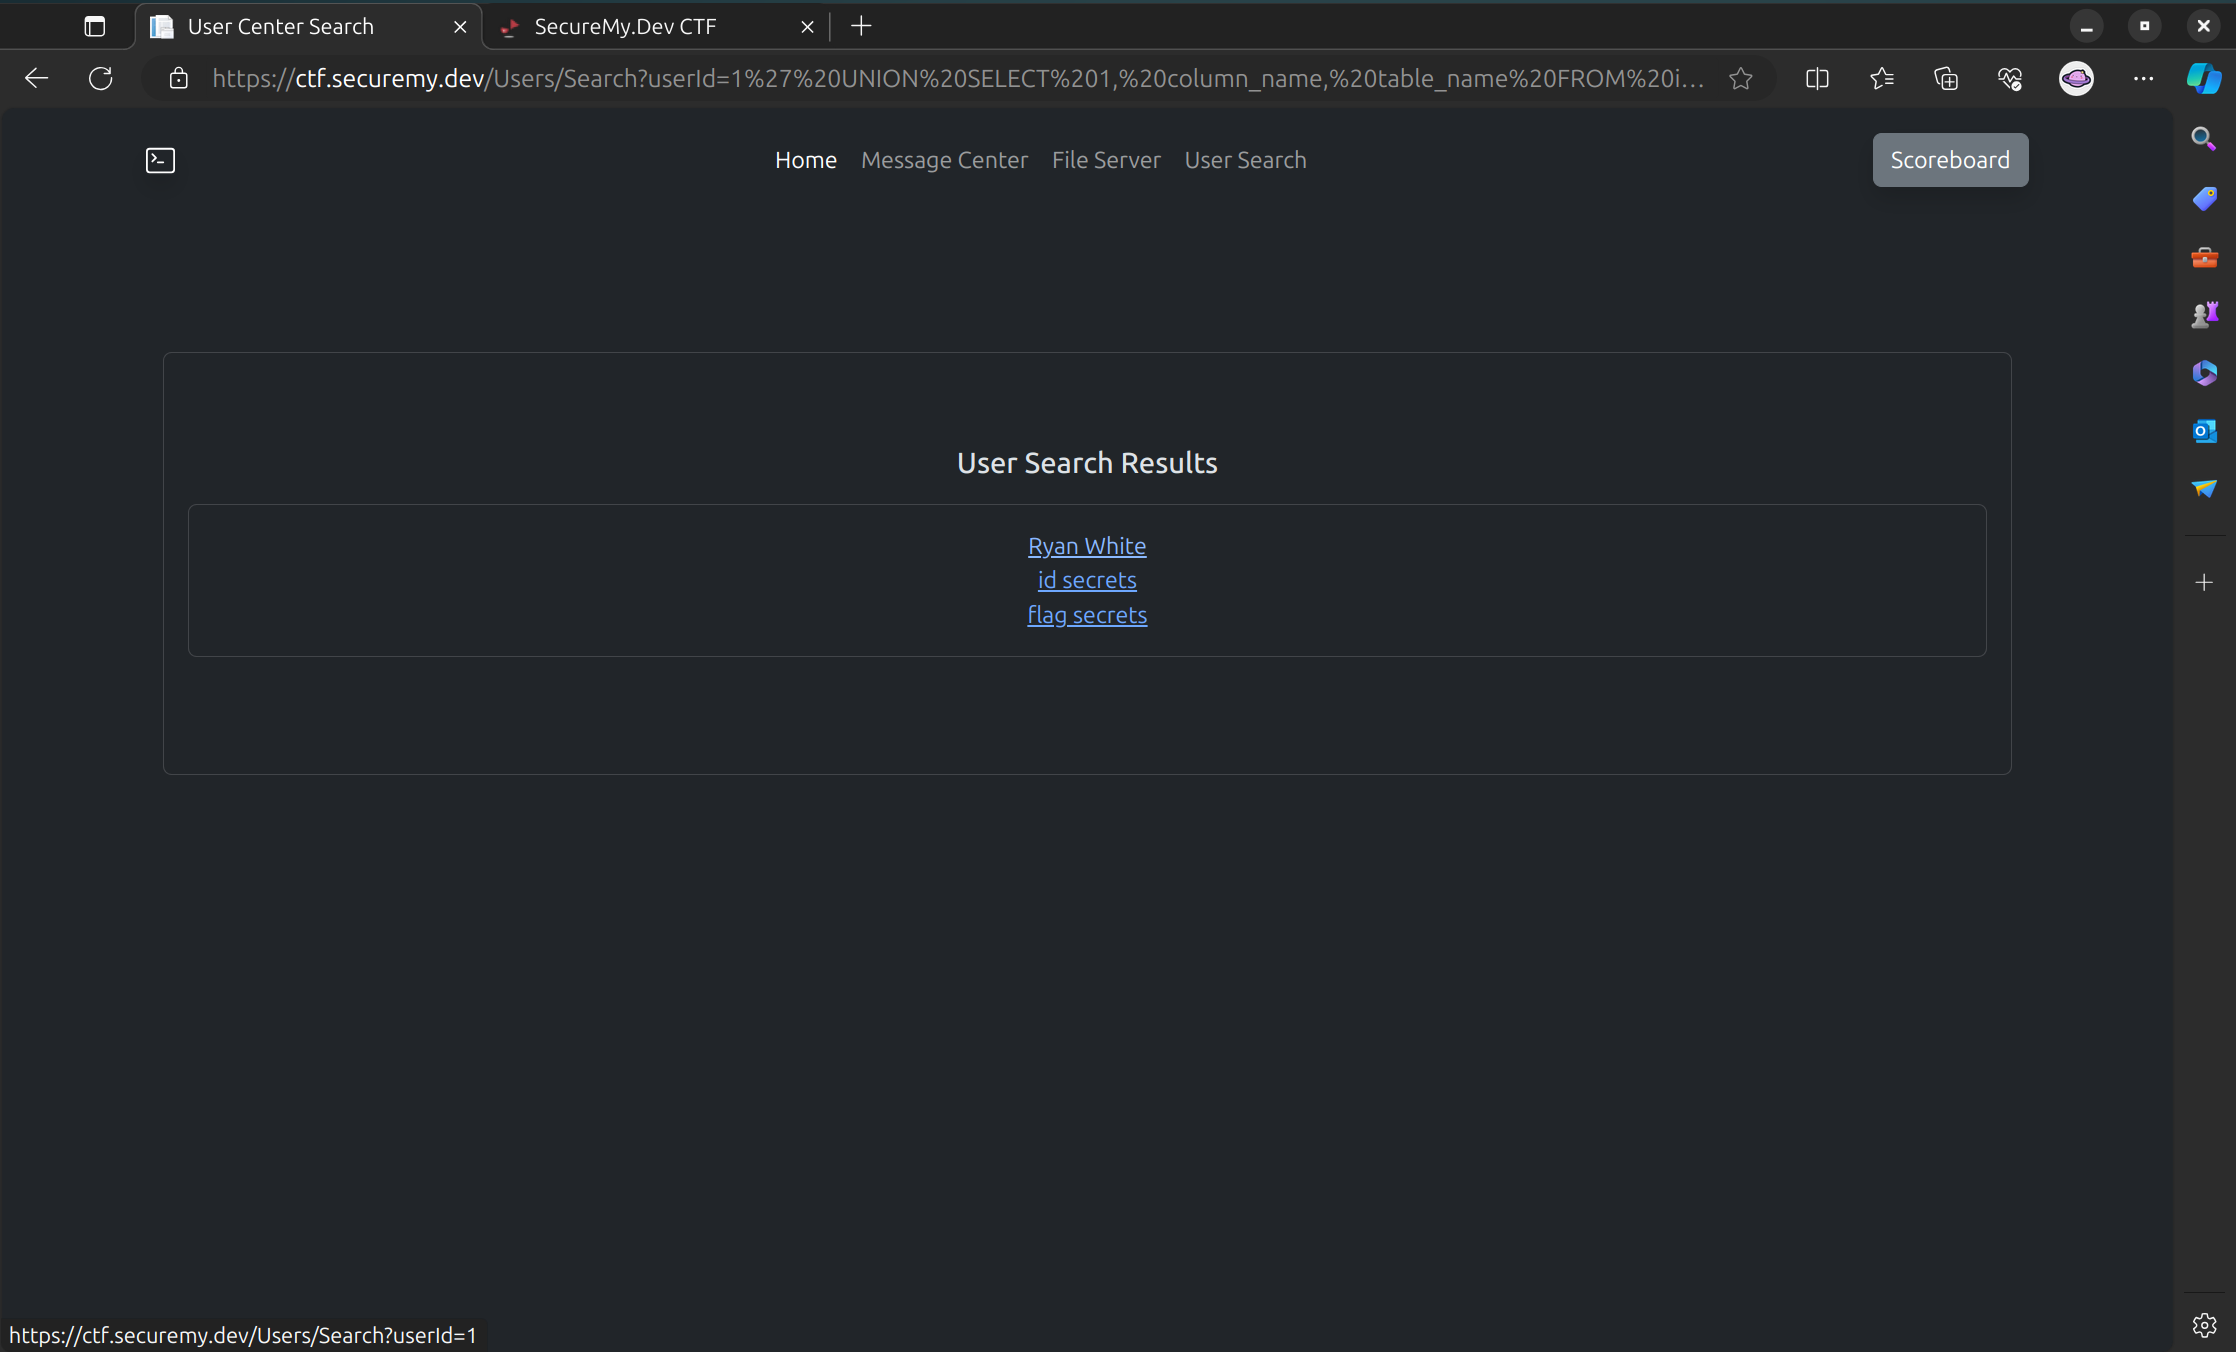 User Center Search
SecureMy.Dev CTF
https://ctf.securemy.dev/Users/Search?userId=1%27%20UNION%20SELECT%201,%20column_name,%20table_name%20FROM%20i...
Home Message Center File Server User Search
Scoreboard
User Search Results
Ryan White
id secrets
flag secrets
https://ctf.securemy.dev/Users/Search?userId=1